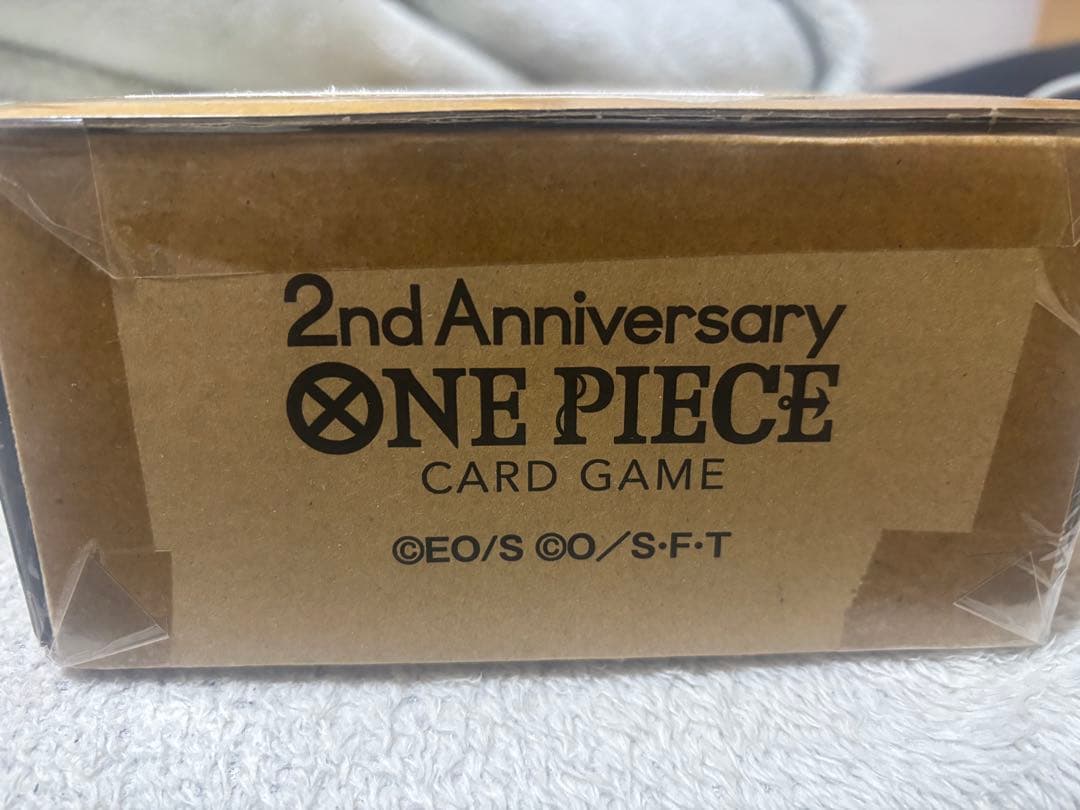 2nd Anniversary
ONE PIECE
CARD GAME
©EO/S ©O/S・F・T